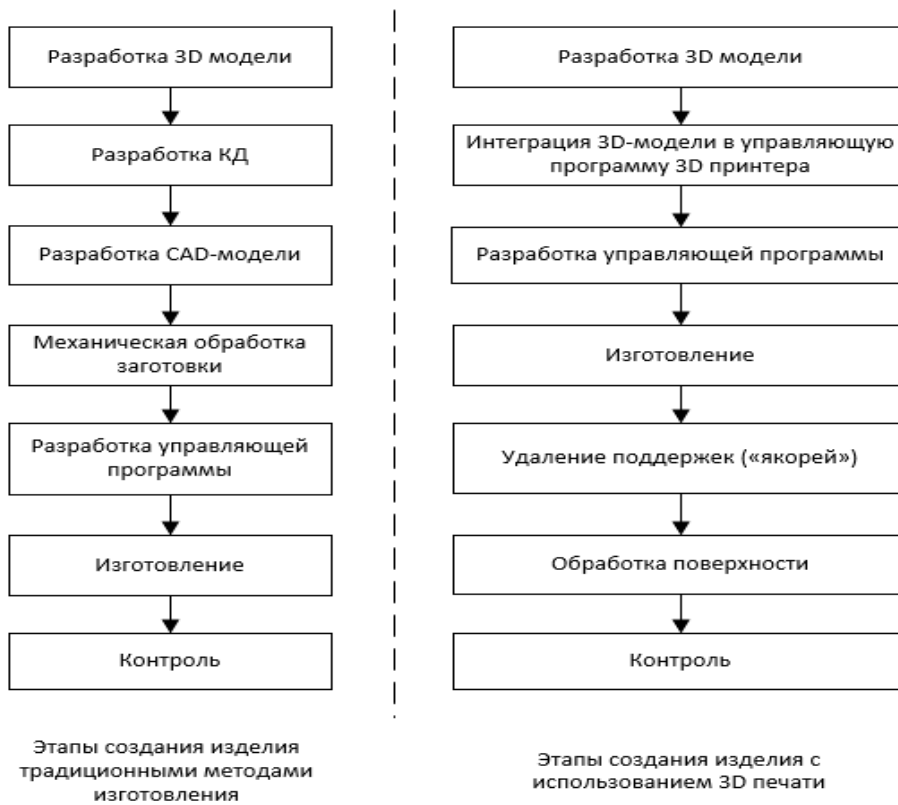 Разработка 3D модели
Разработка КД
Разработка CAD-модели
Механическая обработка
заготовки
Разработка управляющей
программы
Изготовление
Контроль
Этапы создания изделия
традиционными методами
изготовления
Разработка 3D модели
Интеграция 3D-модели в управляющую
программу 3D принтера
Разработка управляющей программы
Изготовление
Удаление поддержек («якорей»)
Обработка поверхности
Контроль
Этапы создания изделия с
использованием 3D печати